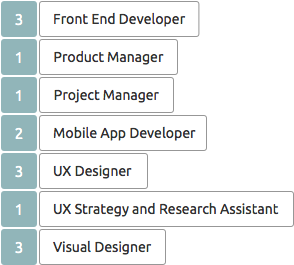 3 Front End Developer
1 Product Manager
1 Project Manager
2 Mobile App Developer
3 UX Designer
1 UX Strategy and Research Assistant
3 Visual Designer